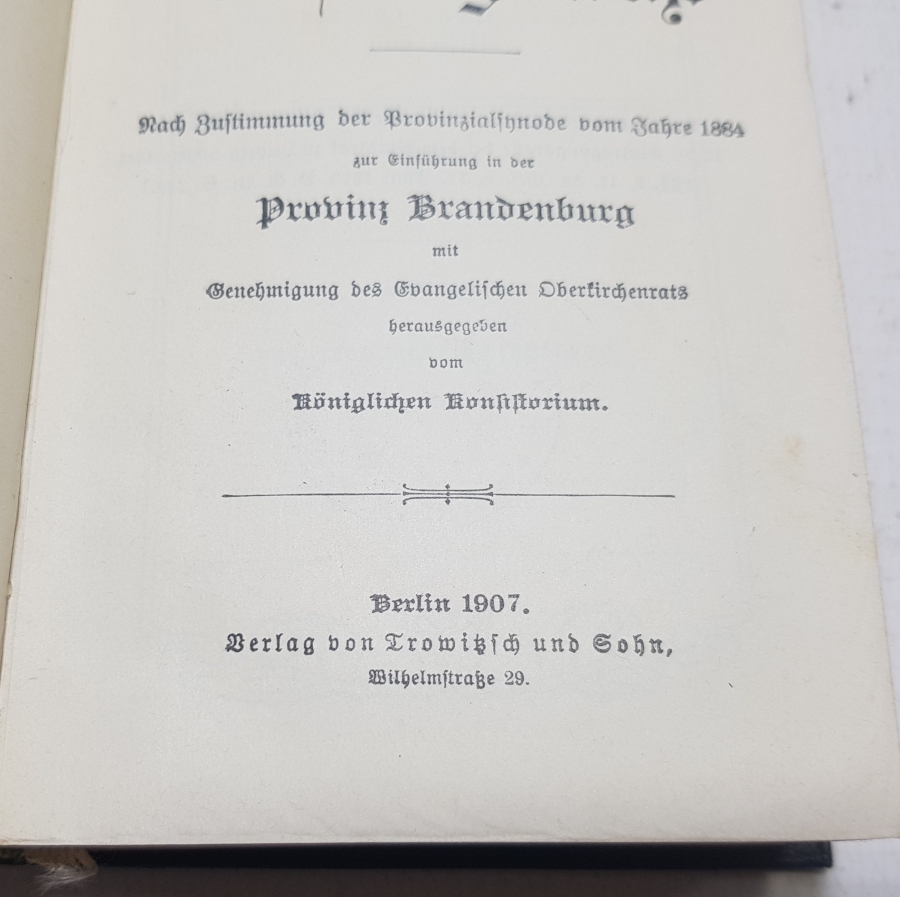 Nach Zustimmung der Provinzialsynode vom Jahre 1884
zur Einführung in der
Provinz Brandenburg
mit
Genehmigung des Evangelischen Oberkirchenrats
herausgegeben
vom
Königlichen Konsistorium.
Berlin 1907.
Verlag von Trowitzsch und Sohn,
Wilhelmstraße 29.